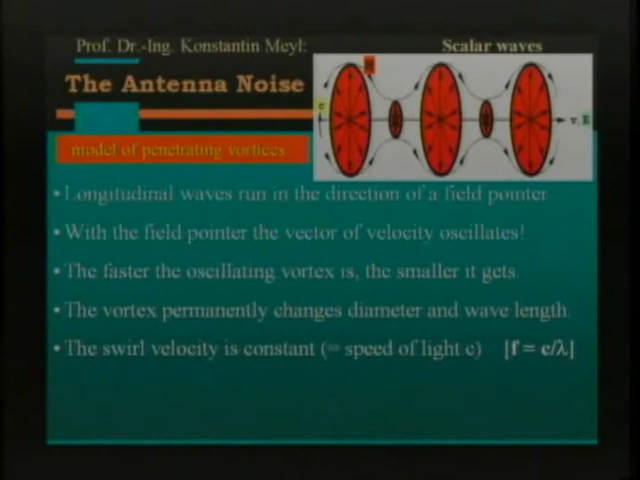 Prof. Dr.-Ing. Konstantin Meyl:
Scalar waves
The Antenna Noise
H
c
v, E
model of penetrating vortices
• Longitudinal waves run in the direction of a field pointer
• With the field pointer the vector of velocity oscillates!
• The faster the oscillating vortex is, the smaller it gets.
• The vortex permanently changes diameter and wave length.
• The swirl velocity is constant (= speed of light c) [f = c/λ]